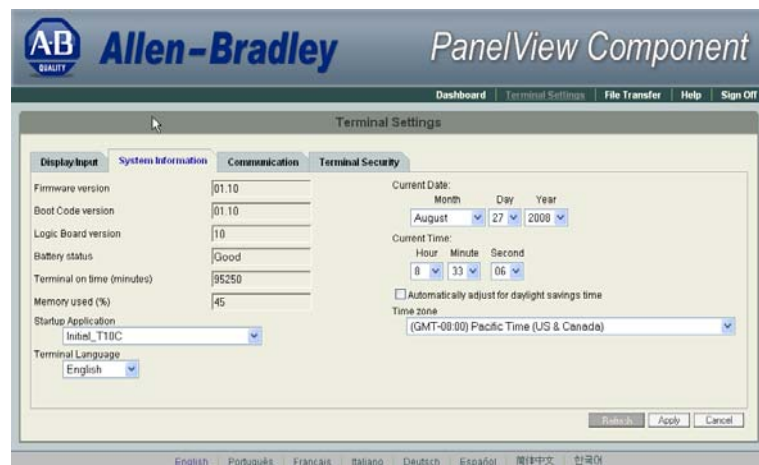 A·B
QUALITY
Allen-Bradley
PanelView Component
Dashboard | Terminal Settings | File Transfer | Help | Sign Off
Terminal Settings
Display/Input System Information Communication Terminal Security
Firmware version 01.10
Boot Code version 01.10
Logic Board version 10
Battery status Good
Terminal on time (minutes) 95250
Memory used (%) 45
Startup Application
Initial_T10C
Terminal Language
English
Current Date:
Month Day Year
August 27 2008
Current Time:
Hour Minute Second
8 33 06
Automatically adjust for daylight savings time
Time zone
(GMT-08:00) Pacific Time (US & Canada)
Refresh Apply Cancel
English | Português | Français | Italiano | Deutsch | Español | 简体中文 | 한국어